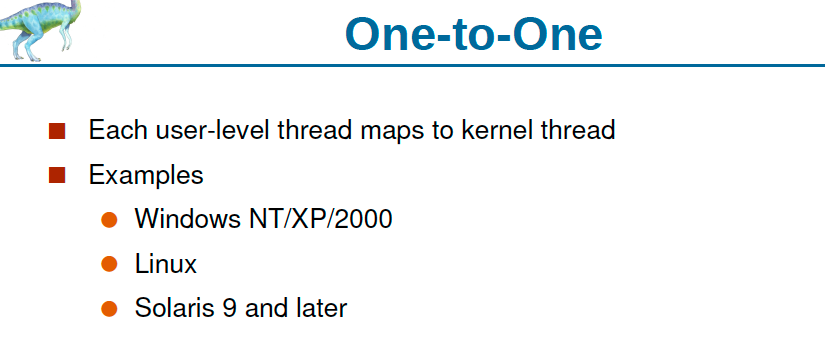 One-to-One
Each user-level thread maps to kernel thread
Examples
Windows NT/XP/2000
Linux
Solaris 9 and later